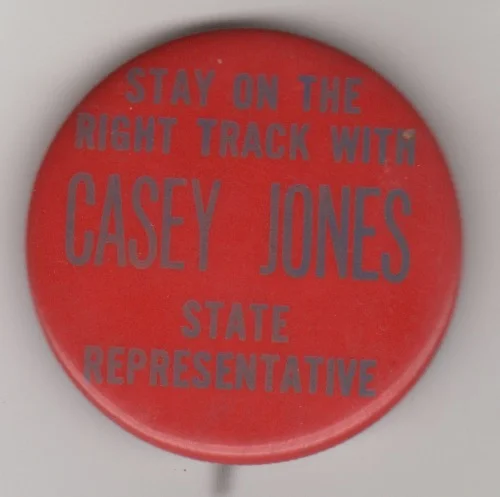 STAY ON THE
RIGHT TRACK WITH
CASEY JONES
STATE
REPRESENTATIVE